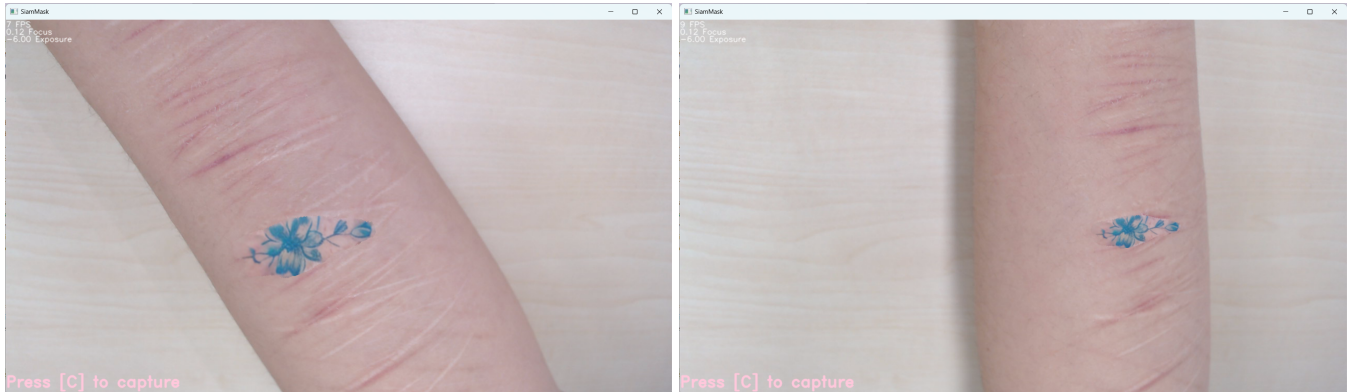 SiamMask
7 FPS
0.12 Focus
-6.00 Exposure
Press [C] to capture
SiamMask
9 FPS
0.12 Focus
-6.00 Exposure
Press [C] to capture